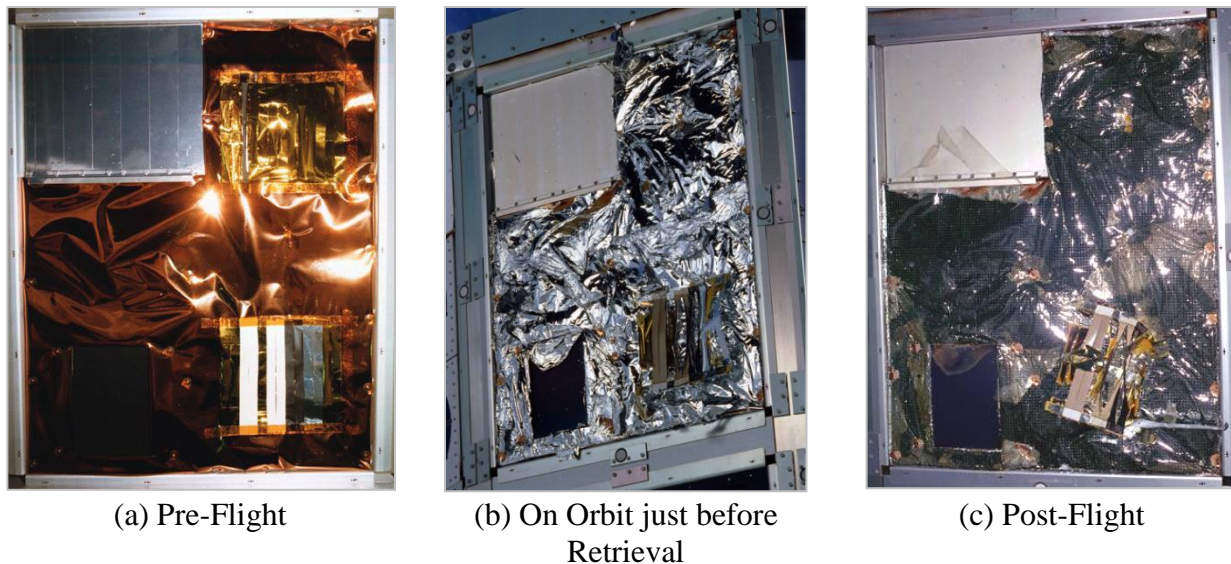 (a) Pre-Flight
(b) On Orbit just before
Retrieval
(c) Post-Flight